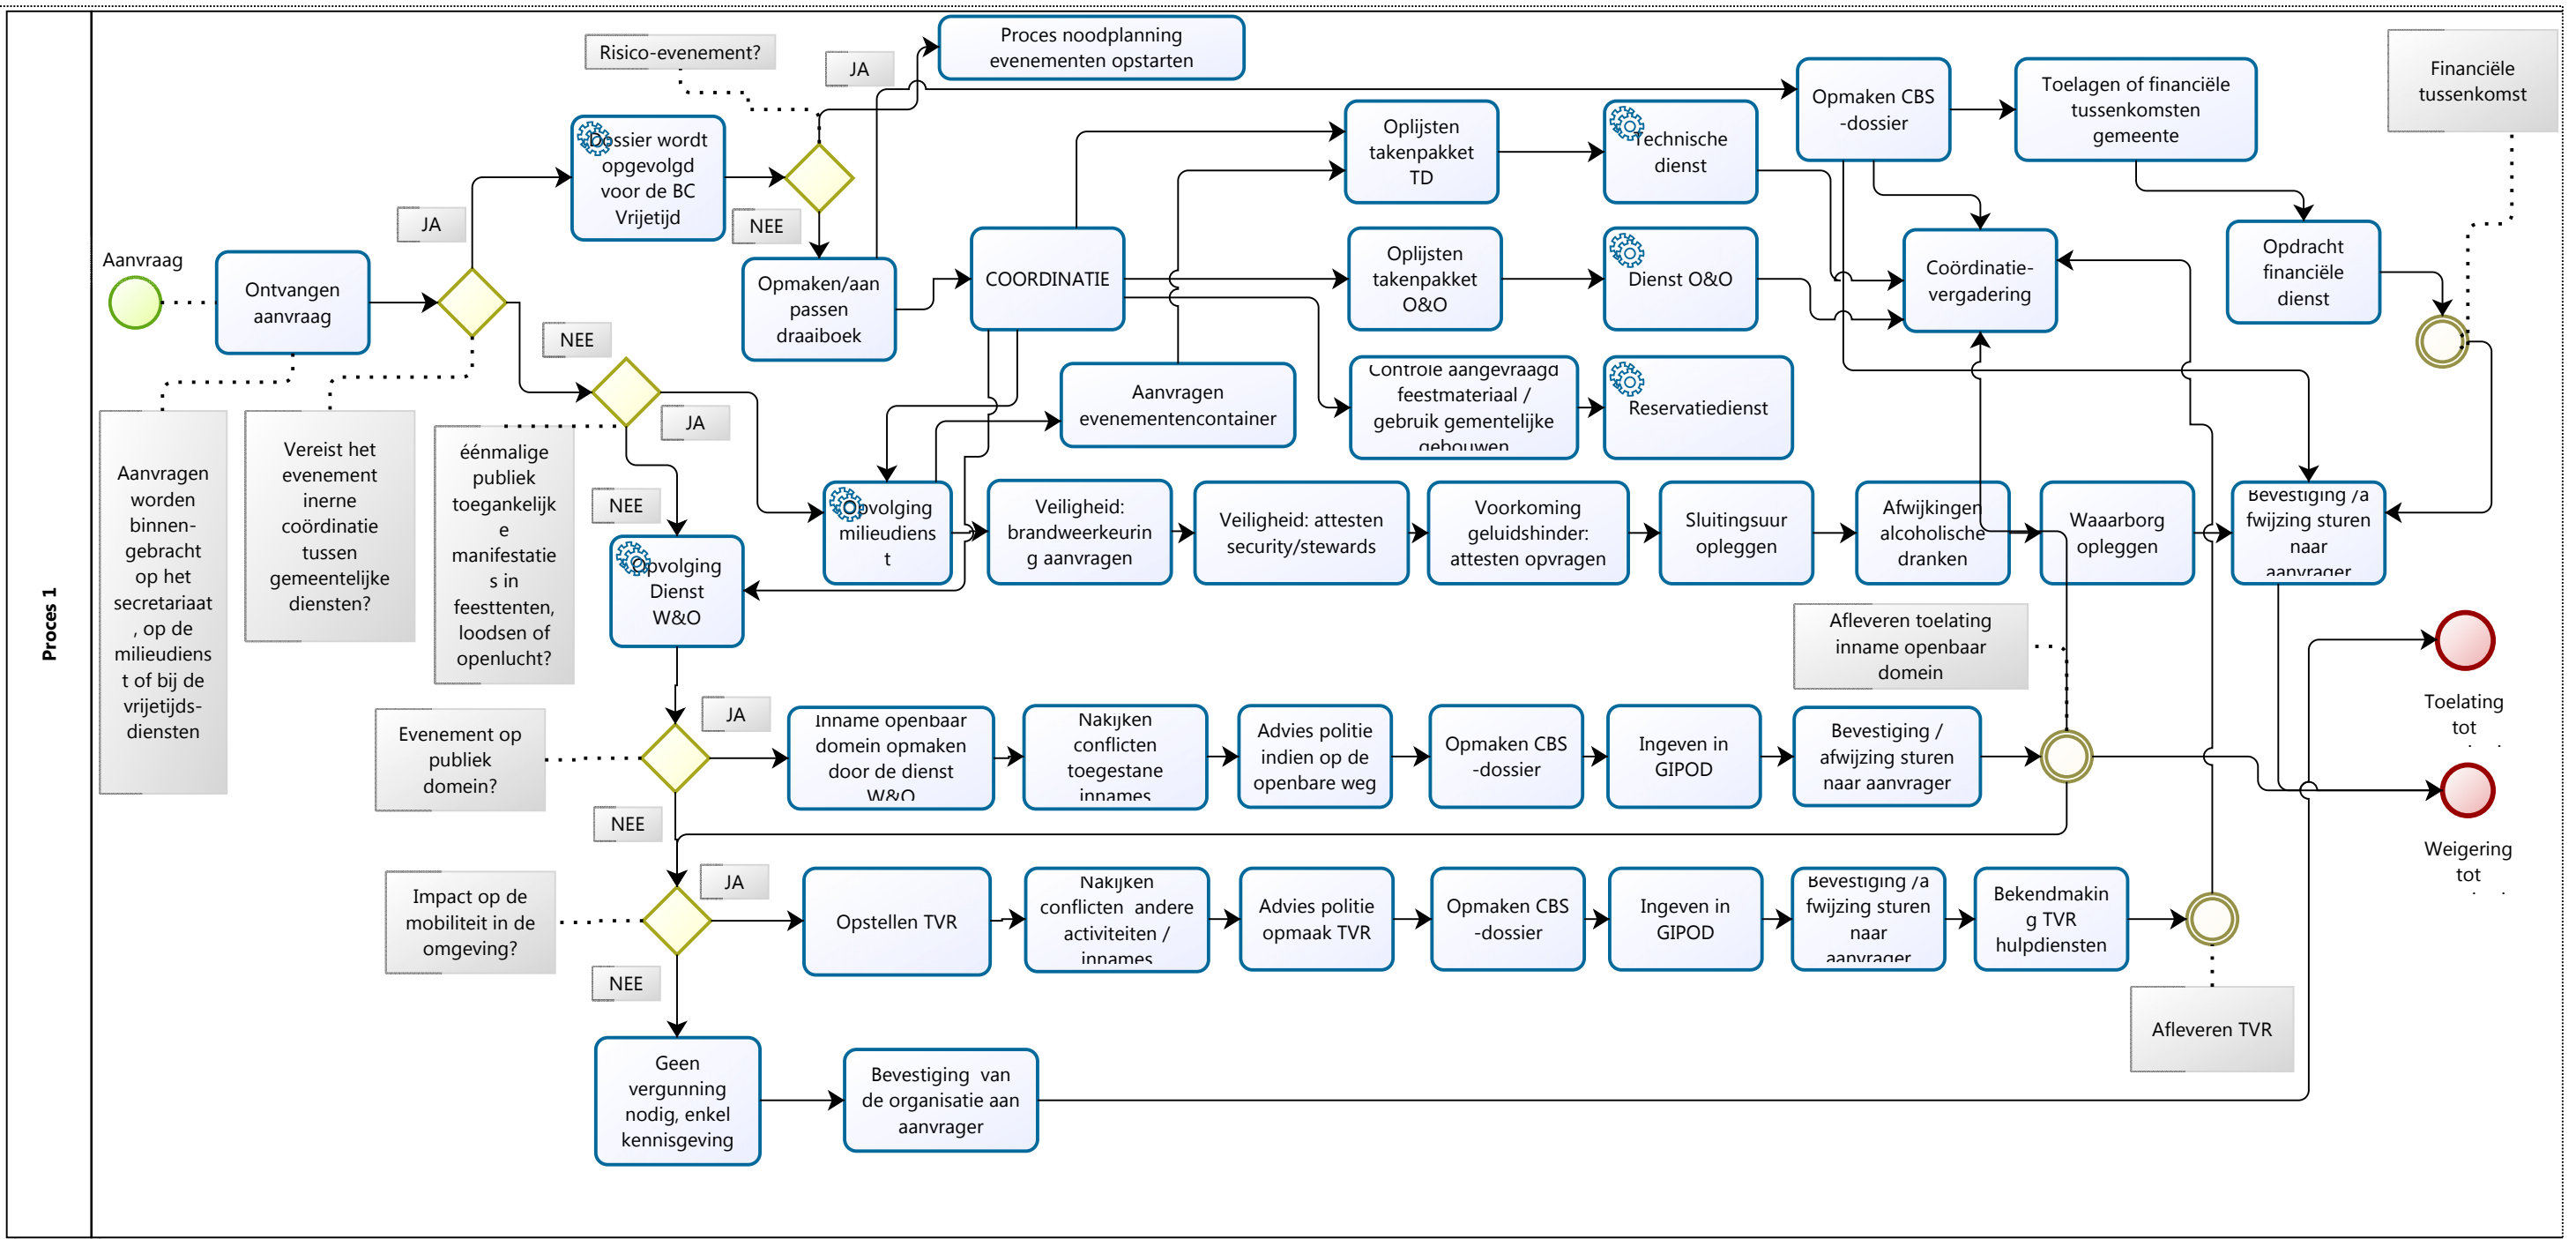 Proces 1
Aanvraag
Ontvangen
aanvraag
Aanvragen
worden
binnen-
gebracht
op het
secretariaat
, op de
milieudiens
t of bij de
vrijetijds-
diensten
JA
Vereist het
evenement
inerne
coördinatie
tussen
gemeentelijke
diensten?
NEE
Dossier wordt
opgevolgd
voor de BC
Vrijetijd
Risico-evenement?
JA
NEE
Proces noodplanning
evenementen opstarten
Opmaken/aan
passen
draaiboek
COORDINATIE
Oplijsten
takenpakket
TD
Technische
dienst
Oplijsten
takenpakket
O&O
Dienst O&O
Controle aangevraagd
feestmateriaal /
gebruik gementelijke
gebouwen
Reservatiedienst
Aanvragen
evenementencontainer
Opmaken CBS
-dossier
Toelagen of financiële
tussenkomsten
gemeente
Financiële
tussenkomst
Coördinatie-
vergadering
Opdracht
financiële
dienst
éénmalige
publiek
toegankelijk
e
manifestatie
s in
feesttenten,
loodsen of
openlucht?
JA
NEE
Opvolging
milieudiens
t
Veiligheid:
brandweerkeurin
g aanvragen
Veiligheid: attesten
security/stewards
Voorkoming
geluidshinder:
attesten opvragen
Sluitingsuur
opleggen
Afwijkingen
alcoholische
dranken
Waaarborg
opleggen
Bevestiging /a
fwijzing sturen
naar
aanvrager
Opvolging
Dienst
W&O
Evenement op
publiek
domein?
JA
NEE
Inname openbaar
domein opmaken
door de dienst
W&O
Nakijken
conflicten
toegestane
innames
Advies politie
indien op de
openbare weg
Opmaken CBS
-dossier
Ingeven in
GIPOD
Bevestiging /
afwijzing sturen
naar aanvrager
Afleveren toelating
inname openbaar
domein
Toelating
tot
Weigering
tot
Impact op de
mobiliteit in de
omgeving?
JA
NEE
Opstellen TVR
Nakijken
conflicten  andere
activiteiten /
innames
Advies politie
opmaak TVR
Opmaken CBS
-dossier
Ingeven in
GIPOD
Bevestiging /a
fwijzing sturen
naar
aanvrager
Bekendmakin
g TVR
hulpdiensten
Afleveren TVR
Geen
vergunning
nodig, enkel
kennisgeving
Bevestiging  van
de organisatie aan
aanvrager